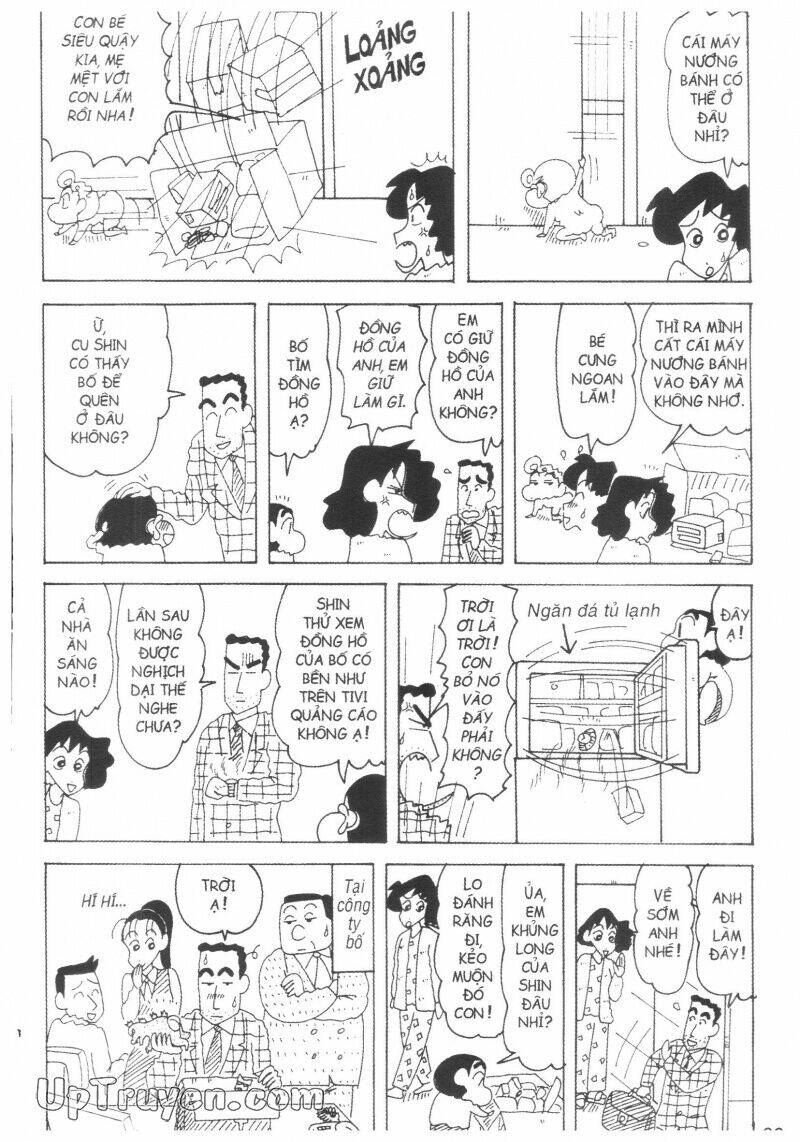 CÁI MÁY
NƯỚNG
BÁNH CÓ
THỂ Ở
ĐÂU
NHỈ?
LOẢNG
XOẢNG
CON BÉ
SIÊU QUẬY
KIA, MẸ
MỆT VỚI
CON LẮM
RỒI NHA!
THÌ RA MÌNH
CẤT CÁI MÁY
NƯỚNG BÁNH
VÀO ĐÂY MÀ
KHÔNG NHỚ.
BÉ
CƯNG
NGOAN
LẮM!
EM
CÓ GIỮ
ĐỒNG
HỒ CỦA
ANH
KHÔNG?
ĐỒNG
HỒ CỦA
ANH, EM
GIỮ
LÀM GÌ.
BỐ
TÌM
ĐỒNG
HỒ
Ạ?
Ừ,
CU SHIN
CÓ THẤY
BỐ ĐỂ
QUÊN
Ở ĐÂU
KHÔNG?
ĐÂY
Ạ!
Ngăn đá tủ lạnh
TRỜI
ƠI LÀ
TRỜI!
CON
BỎ NÓ
VÀO
ĐẤY
PHẢI
KHÔNG
?
SHIN
THỬ XEM
ĐỒNG HỒ
CỦA BỐ CÓ
BỀN NHƯ
TRÊN TIVI
QUẢNG CÁO
KHÔNG Ạ!
LẦN SAU
KHÔNG
ĐƯỢC
NGHỊCH
DẠI THẾ
NGHE
CHƯA?
CẢ
NHÀ
ĂN
SÁNG
NÀO!
ANH
ĐI
LÀM
ĐÂY!
VỀ
SỚM
ANH
NHÉ!
ỦA,
EM
KHỦNG
LONG
CỦA
SHIN
ĐÂU
NHỈ?
LO
ĐÁNH
RĂNG
ĐI,
KẺO
MUỘN
ĐÓ
CON!
Tại
công
ty
bố
TRỜI
Ạ!
HÍ HÍ...
UpTruyen.com